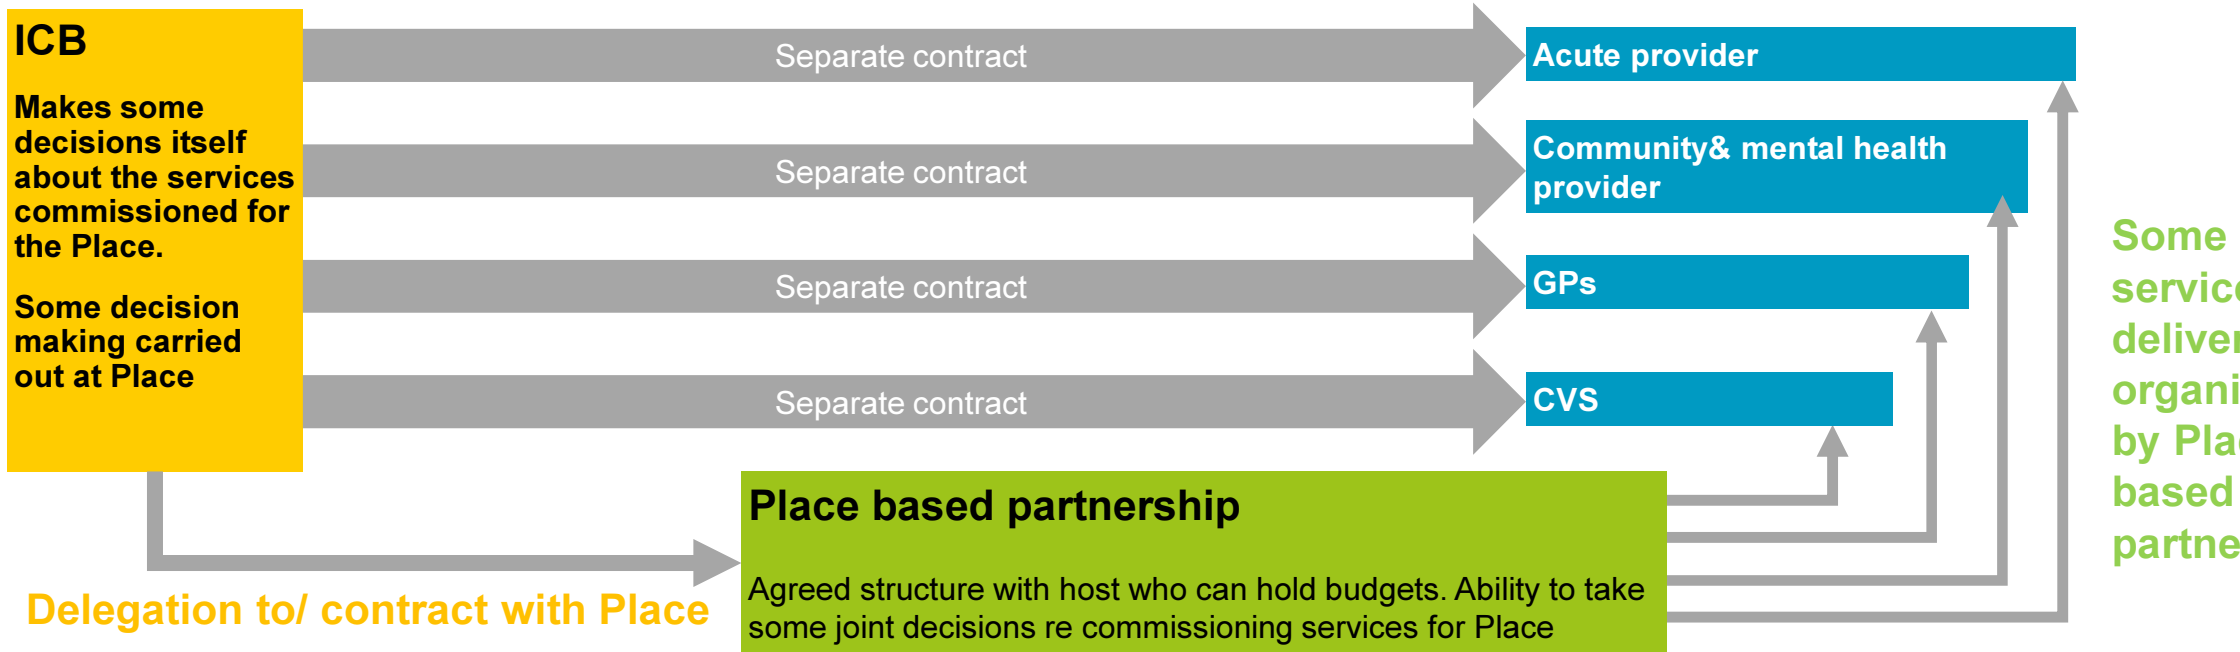 ICB
Makes some
decisions itself
about the services
commissioned for
the Place.
Some decision
making carried
out at Place
Separate contract
Separate contract
Separate contract
Separate contract
Acute provider
Community& mental health
provider
GPs
CVS
Some
by
based
Delegation to/ contract with Place
Place based partnership
Agreed structure with host who can hold budgets. Ability to take
some joint decisions re commissioning services for Place